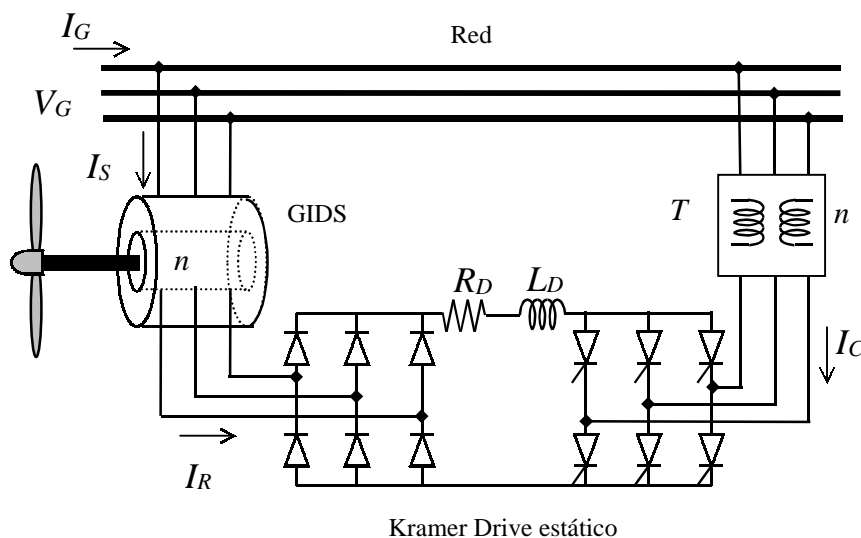 I_G
Red
V_G
I_S
T
n
GIDS
n
R_D
L_D
I_C
I_R
Kramer Drive estático